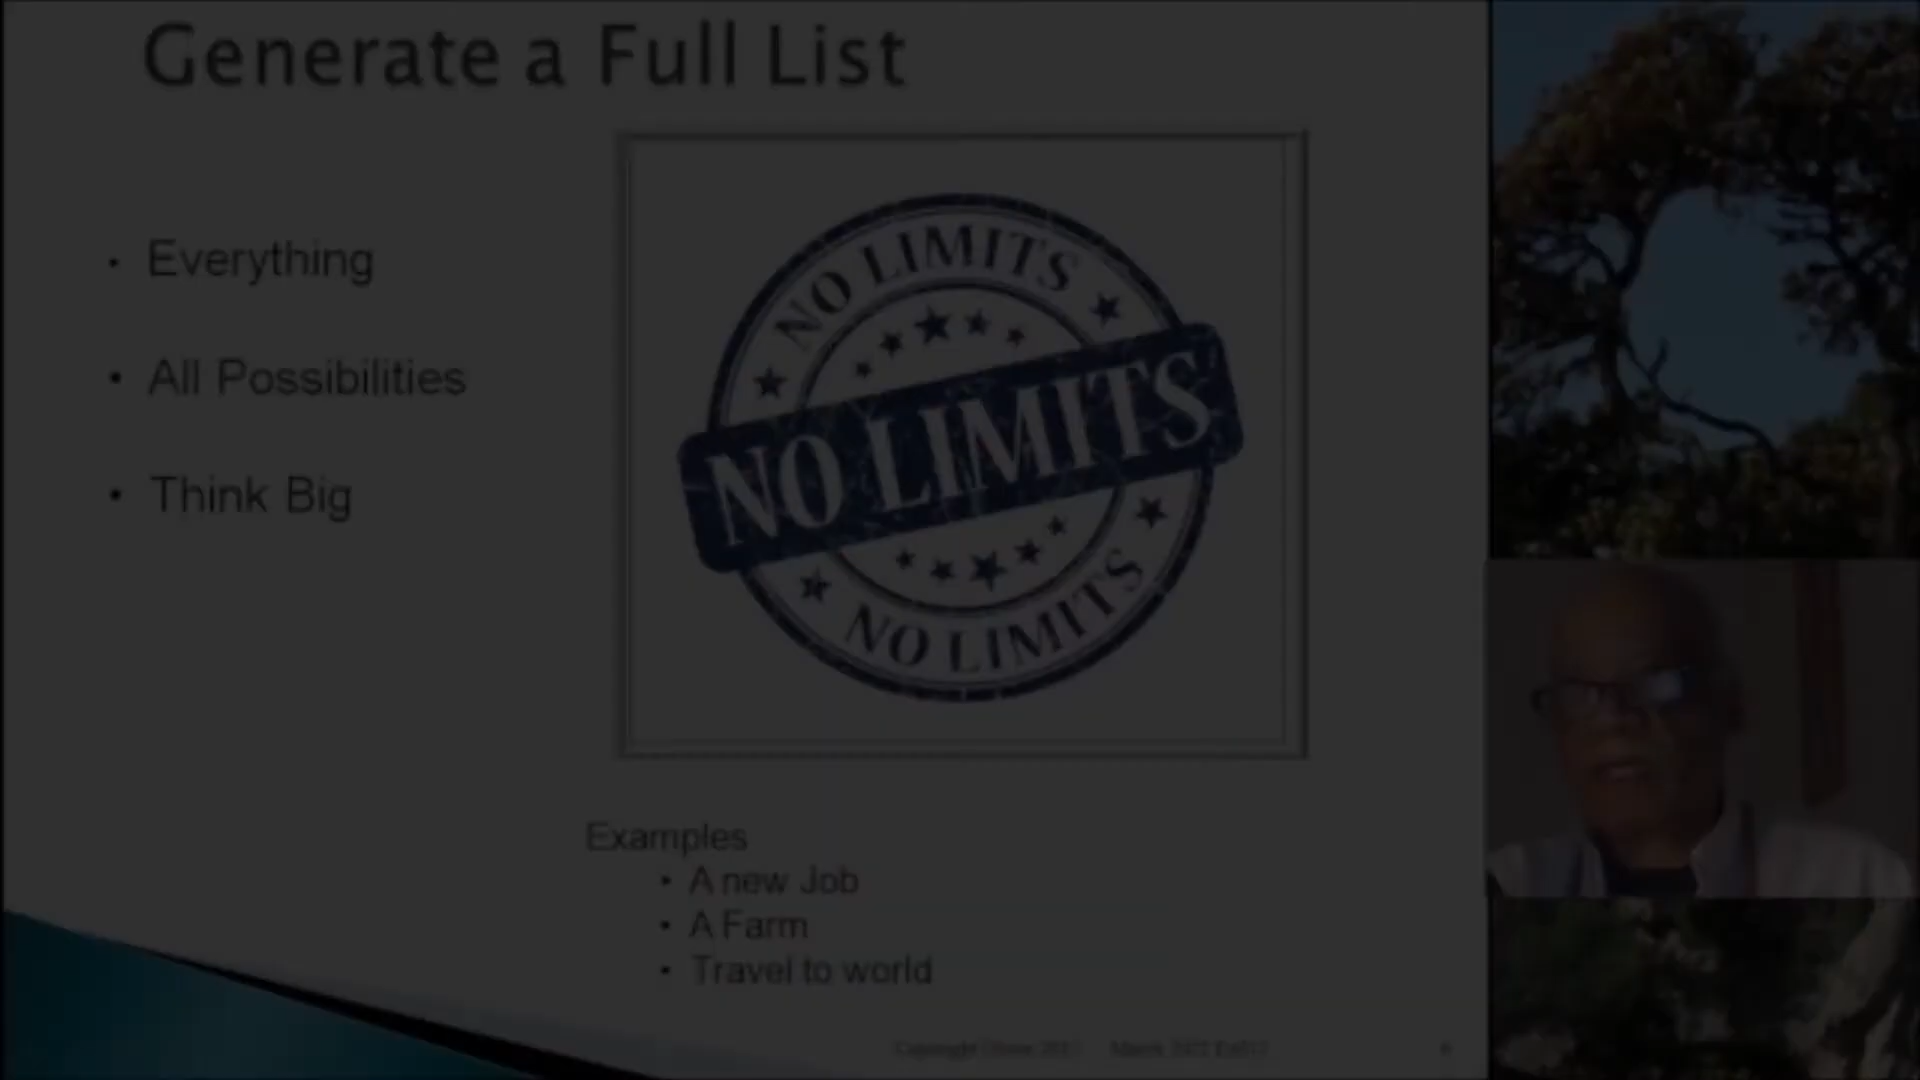 Generate a Full List
• Everything
• All Possibilities
• Think Big
NO LIMITS
NO LIMITS
NO LIMITS
Examples
• A new Job
• A Farm
• Travel to world
Copyright